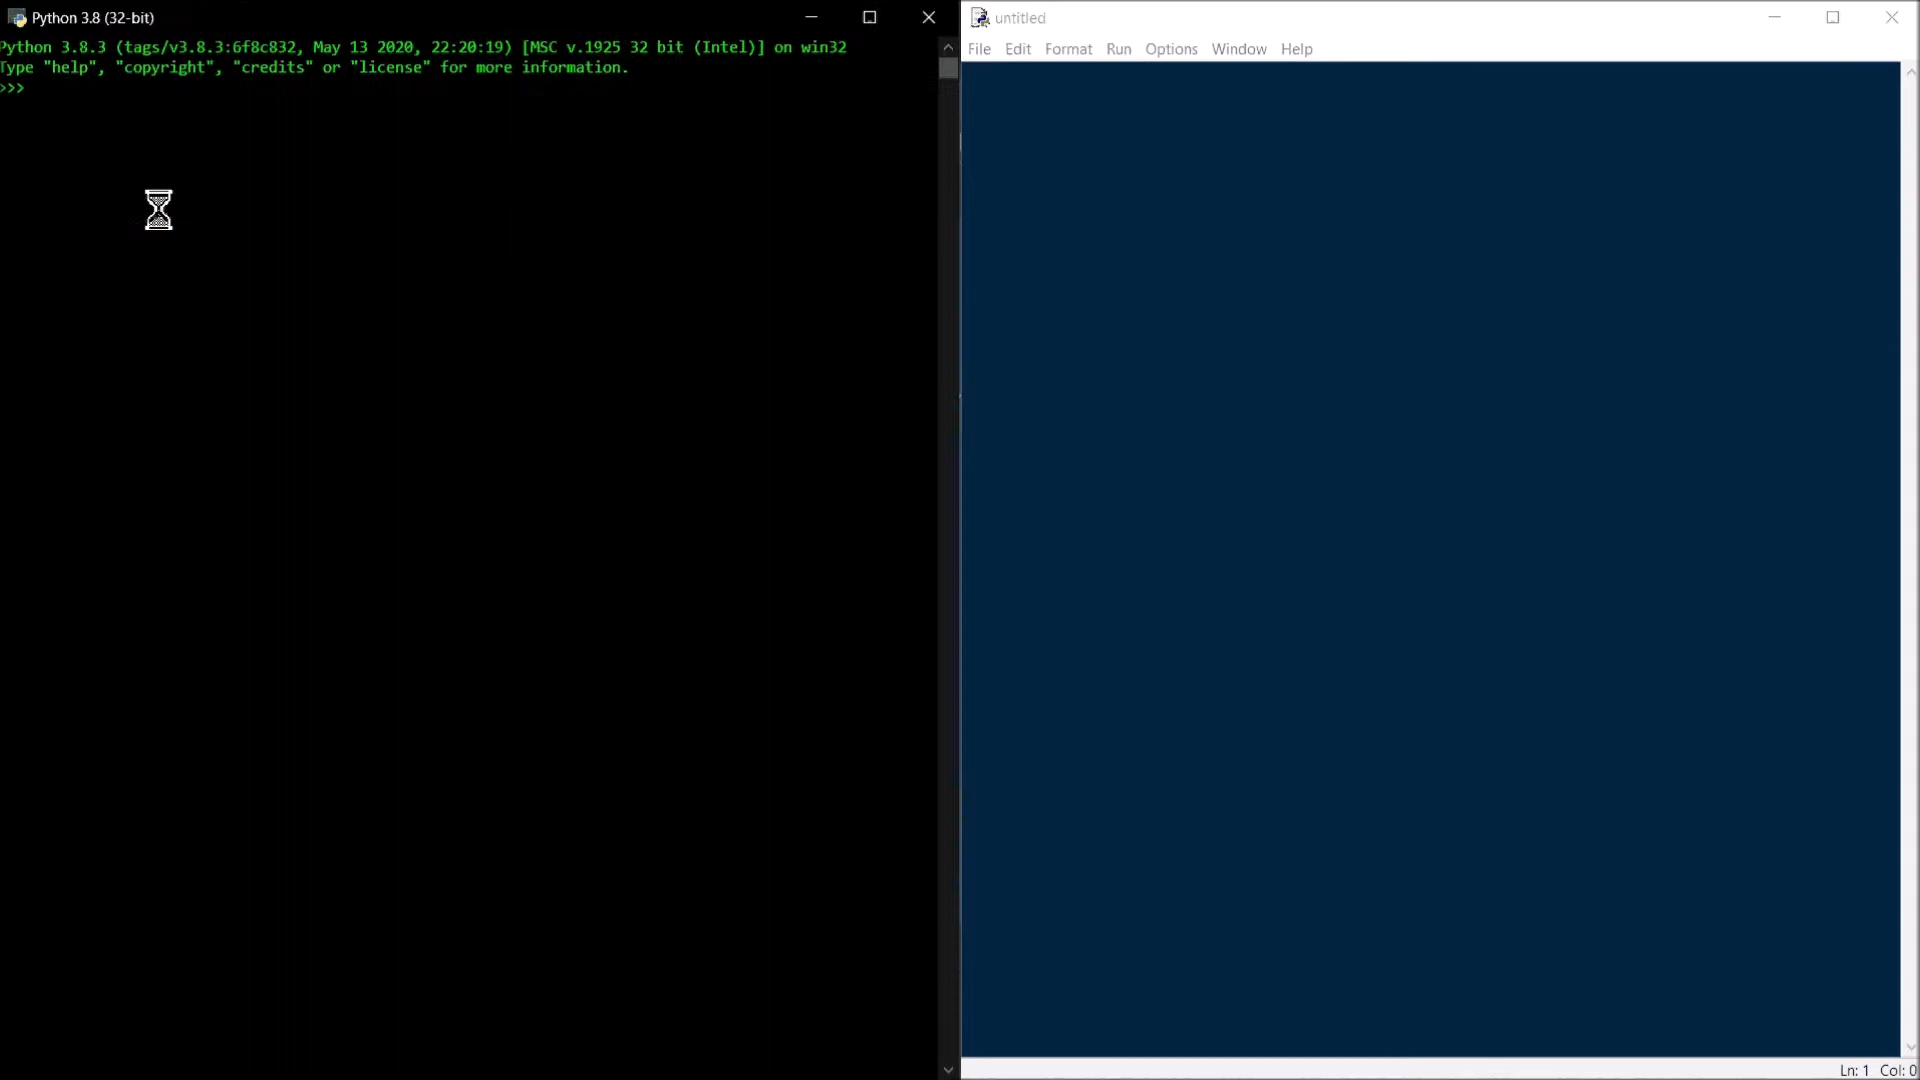 Python 3.8 (32-bit)
Python 3.8.3 (tags/v3.8.3:6f8c832, May 13 2020, 22:20:19) [MSC v.1925 32 bit (Intel)] on win32
Type "help", "copyright", "credits" or "license" for more information.
>>>
untitled
File Edit Format Run Options Window Help
Ln: 1 Col: 0